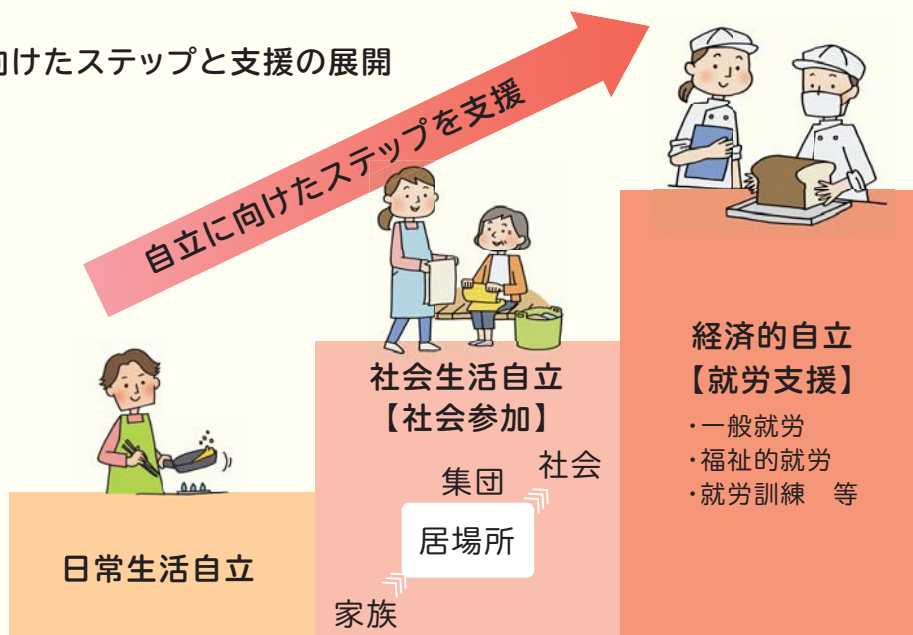 向けたステップと支援の展開
自立に向けたステップを支援
日常生活自立
社会生活自立
【社会参加】
社会
集団
居場所
家族
経済的自立
【就労支援】
・一般就労
・福祉的就労
・就労訓練　等